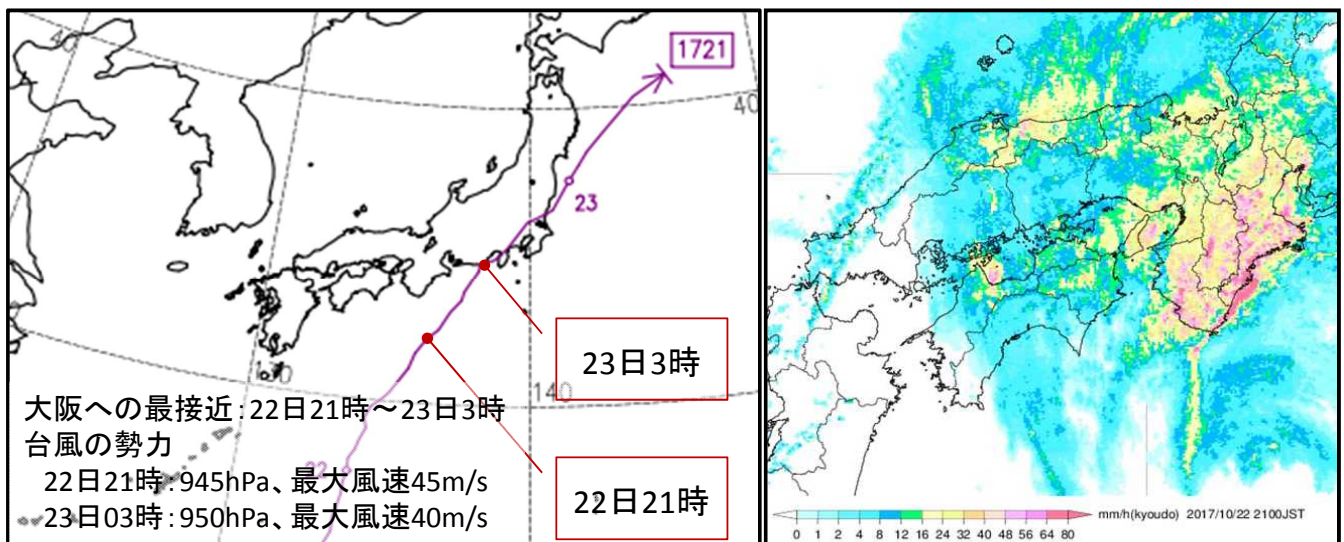 40
1721
40
23
23日3時
130
140
大阪への最接近:22日21時~23日3時
台風の勢力
22
22日21時:945hPa、最大風速45m/s
22日21時
23日03時:950hPa、最大風速40m/s
mm/h(kyoudo) 2017/10/22 2100JST
0 1 2 4 8 12 16 24 32 40 48 56 64 80